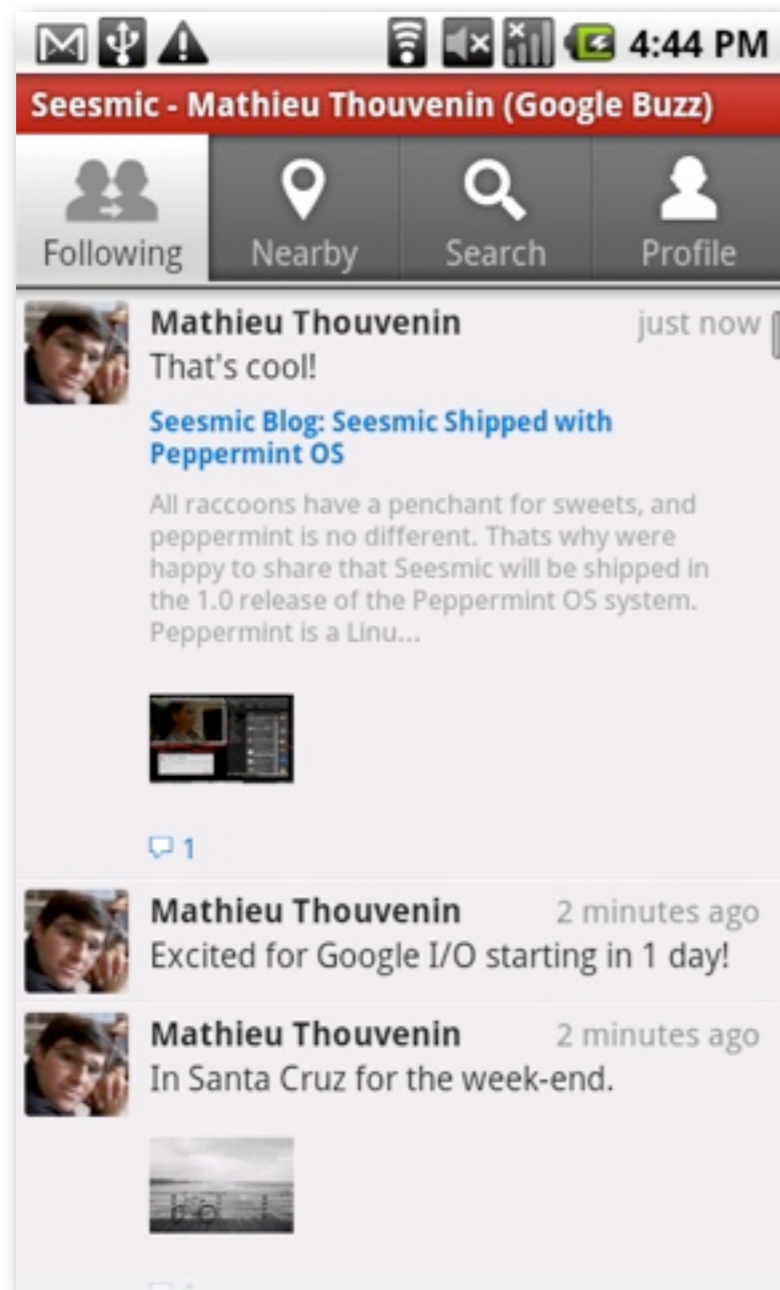 4:44 PM
Seesmic - Mathieu Thouvenin (Google Buzz)
Following Nearby Search Profile
Mathieu Thouvenin just now
That's cool!
Seesmic Blog: Seesmic Shipped with
Peppermint OS
All raccoons have a penchant for sweets, and
peppermint is no different. Thats why were
happy to share that Seesmic will be shipped in
the 1.0 release of the Peppermint OS system.
Peppermint is a Linu...
1
Mathieu Thouvenin 2 minutes ago
Excited for Google I/O starting in 1 day!
Mathieu Thouvenin 2 minutes ago
In Santa Cruz for the week-end.